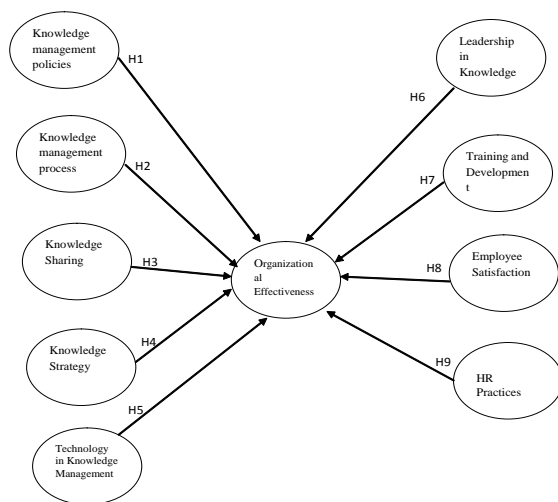 Knowledge
management
policies
H1
Knowledge
management
process
H2
Knowledge
Sharing
H3
Knowledge
Strategy
H4
Technology
in Knowledge
Management
H5
Organization
al
Effectiveness
Leadership
in
Knowledge
H6
Training and
Developmen
t
H7
Employee
Satisfaction
H8
HR
Practices
H9